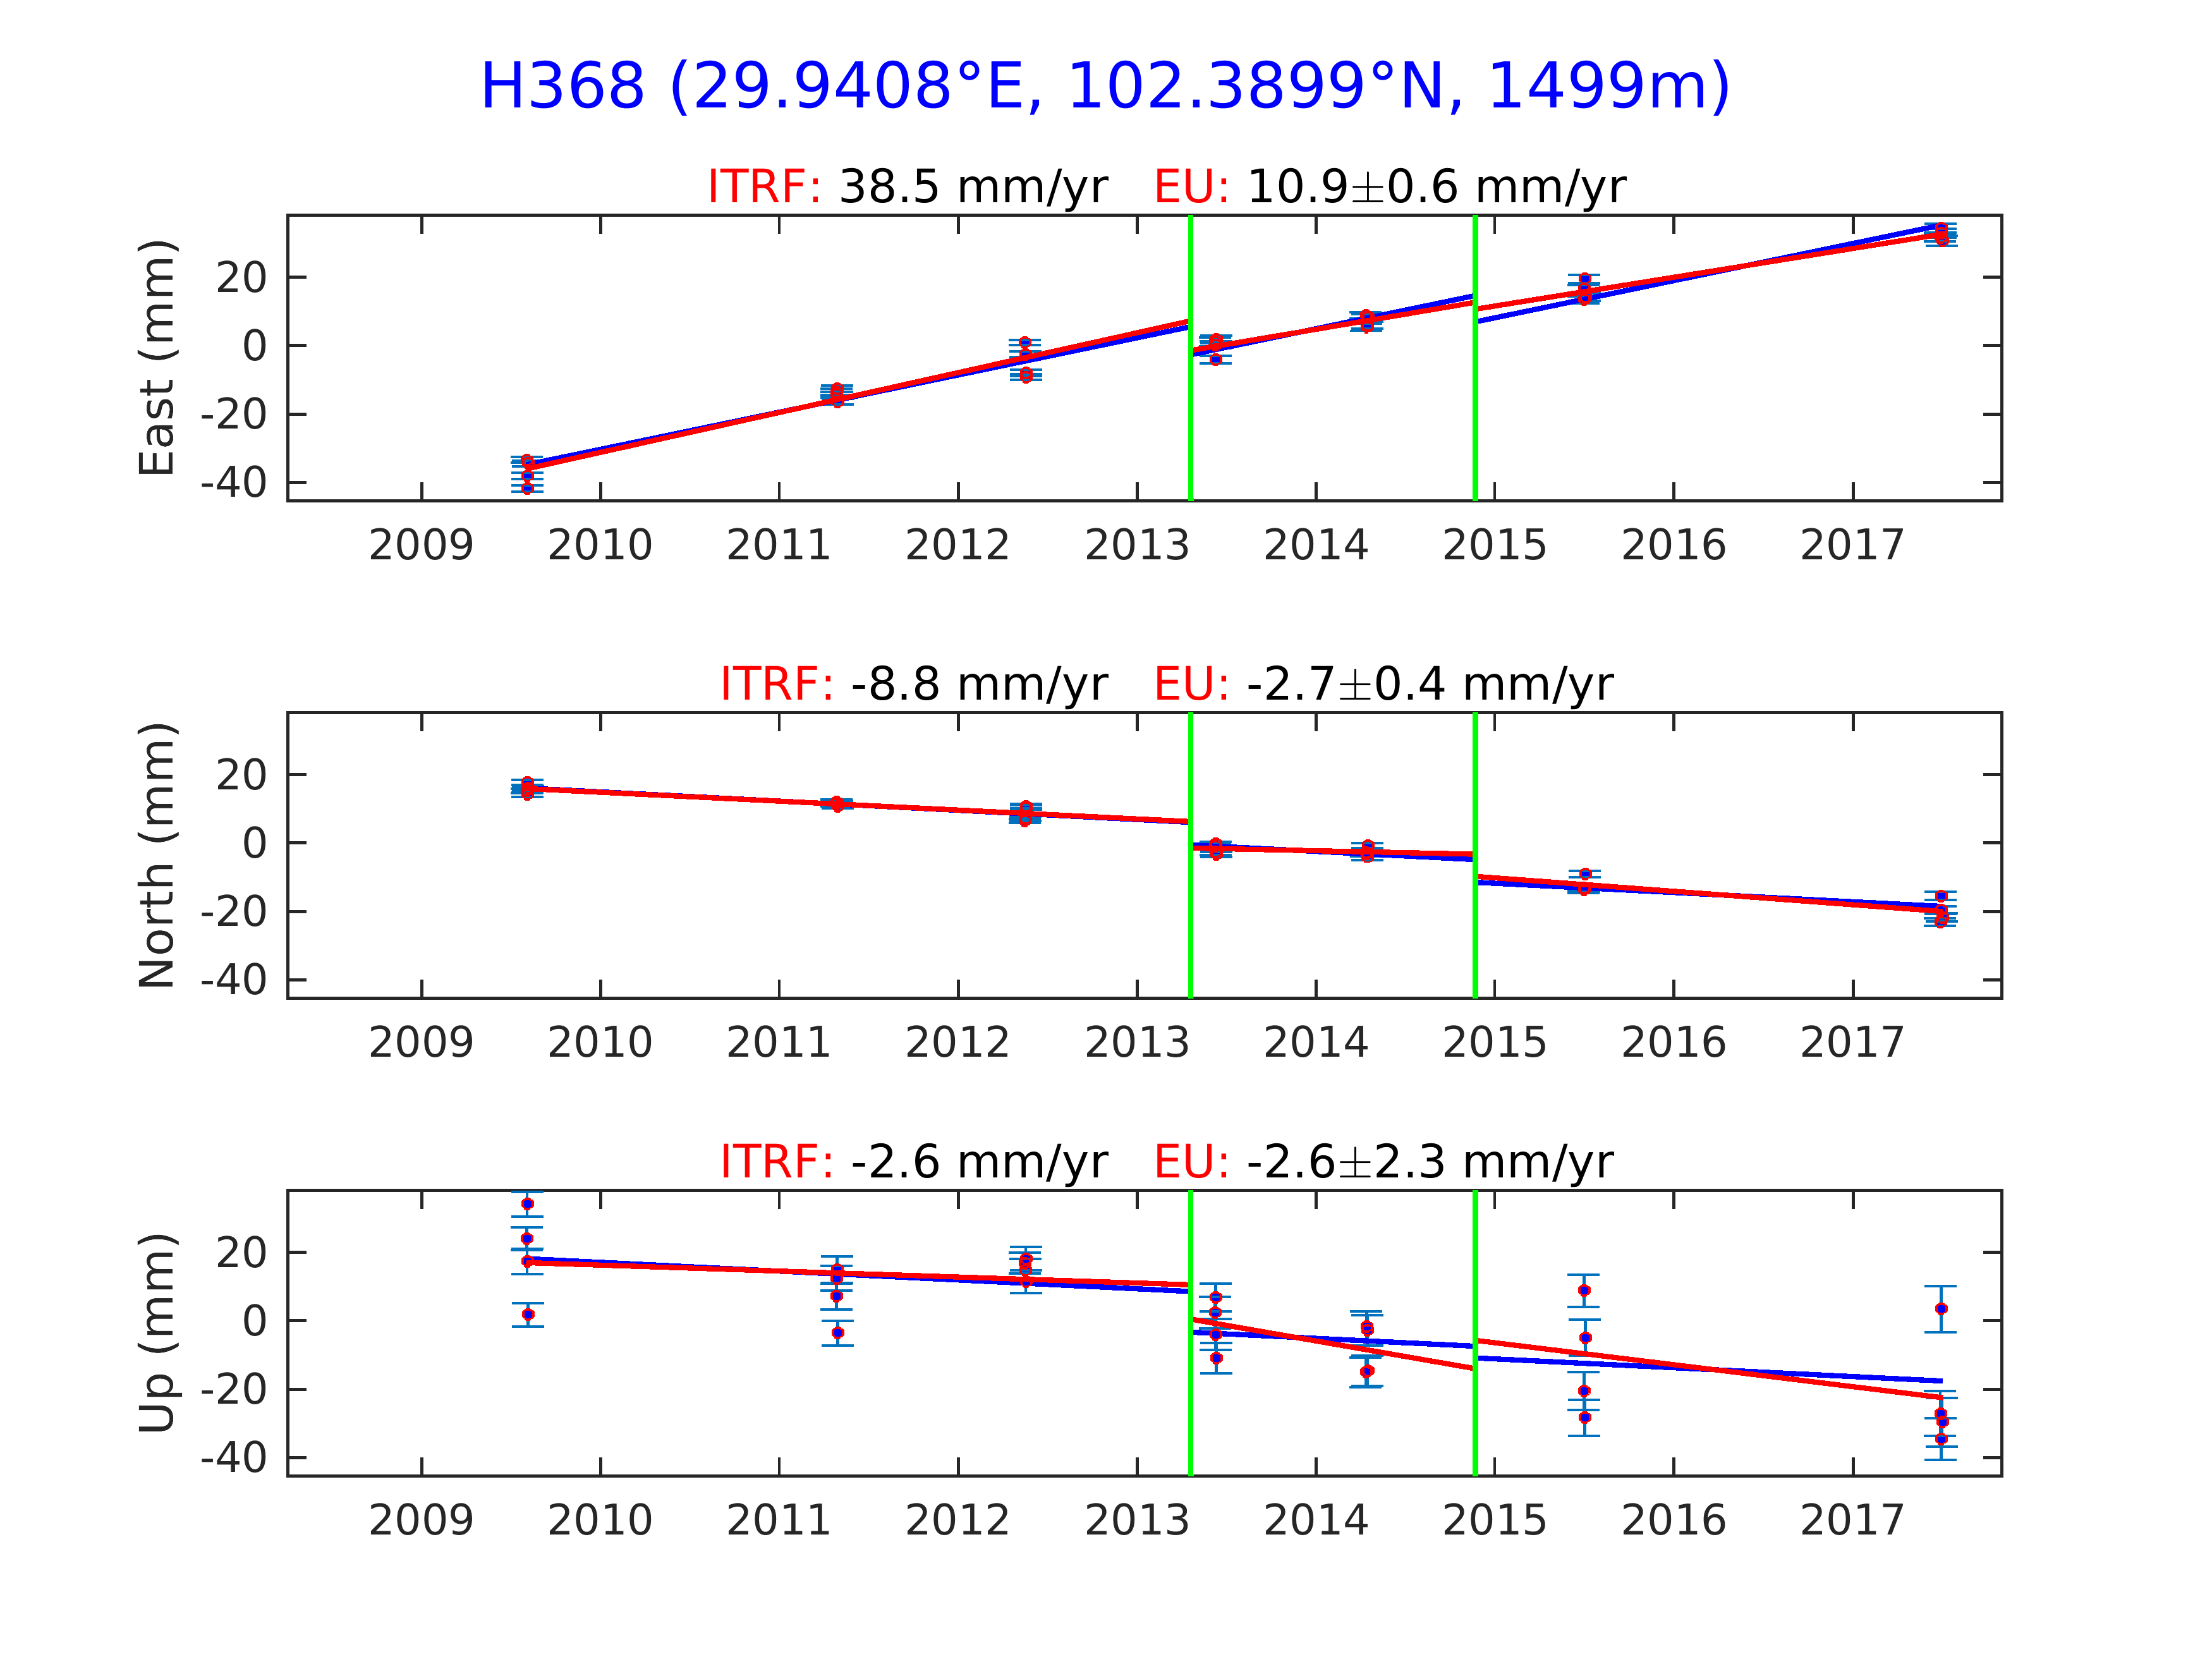 H368 (29.9408°E, 102.3899°N, 1499m)
ITRF: 38.5 mm/yr EU: 10.9±0.6 mm/yr
East (mm)
20
0
-20
-40
2009 2010 2011 2012 2013 2014 2015 2016 2017
ITRF: -8.8 mm/yr EU: -2.7±0.4 mm/yr
North (mm)
20
0
-20
-40
2009 2010 2011 2012 2013 2014 2015 2016 2017
ITRF: -2.6 mm/yr EU: -2.6±2.3 mm/yr
Up (mm)
20
0
-20
-40
2009 2010 2011 2012 2013 2014 2015 2016 2017